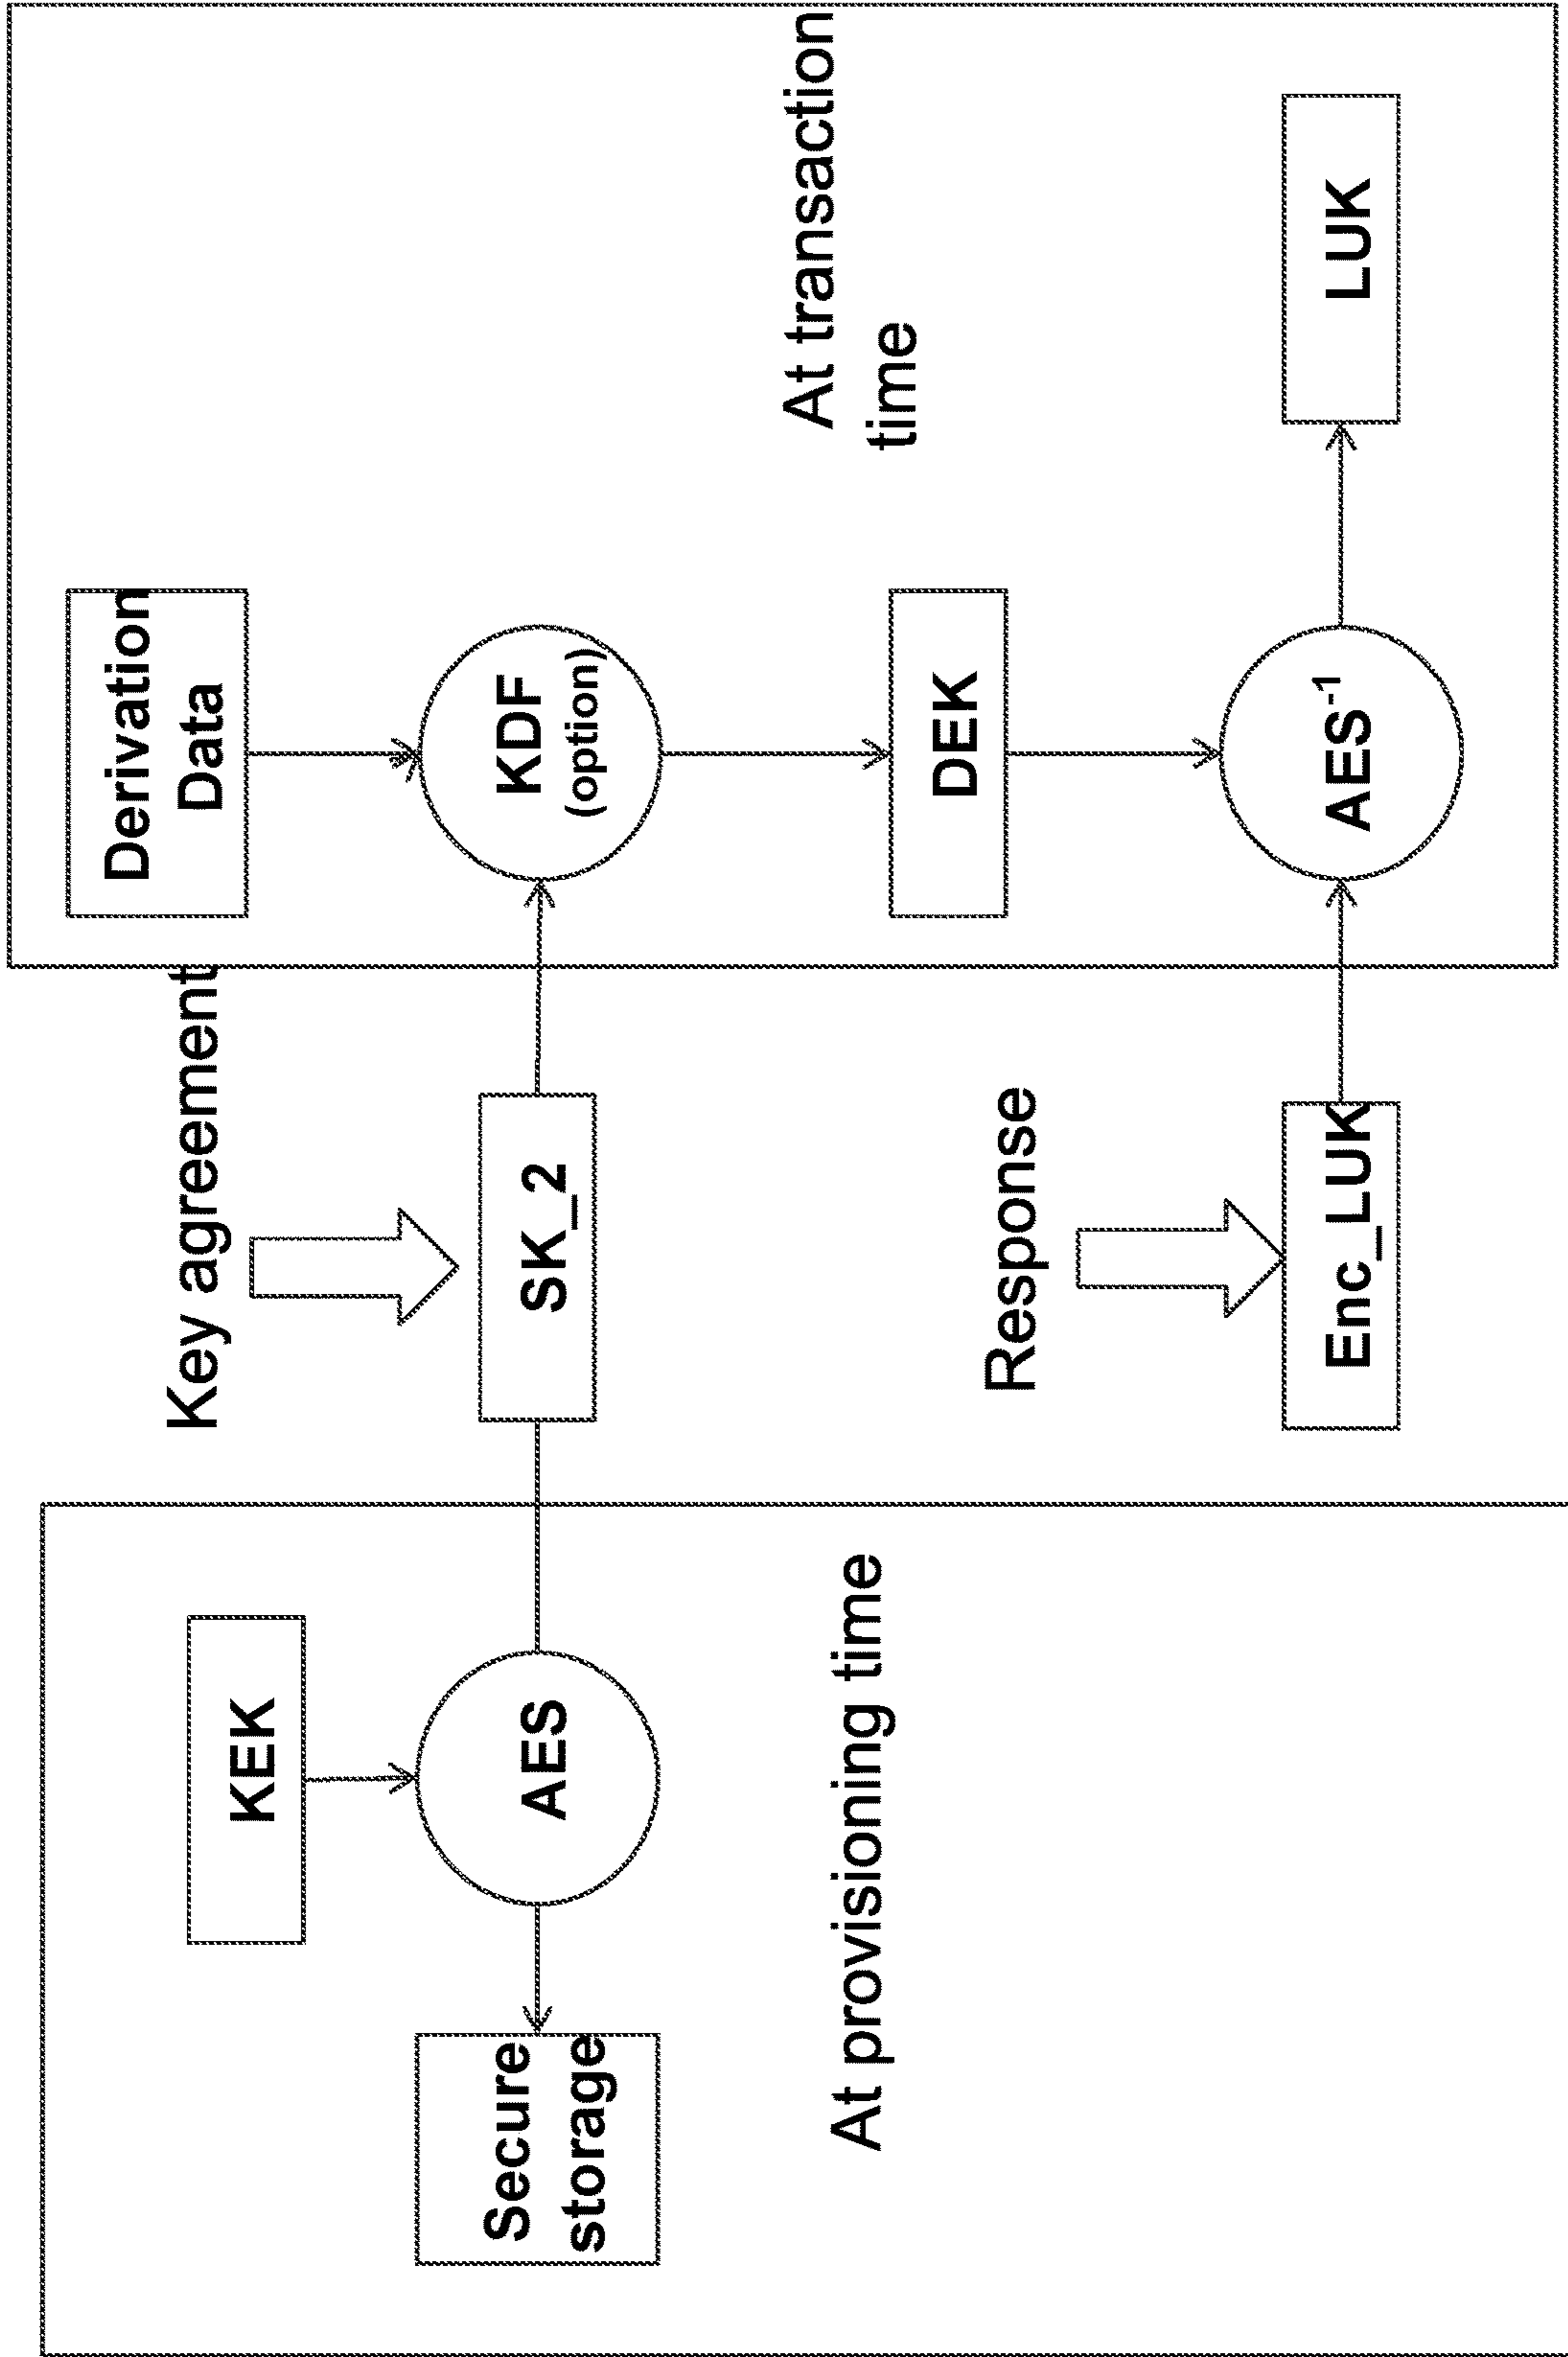 Key agreement
Derivation
Data
KEK
Secure
storage
AES
SK_2
KDF
(option)
At provisioning time
Response
DEK
At transaction
time
Enc_LUK
AES-1
LUK